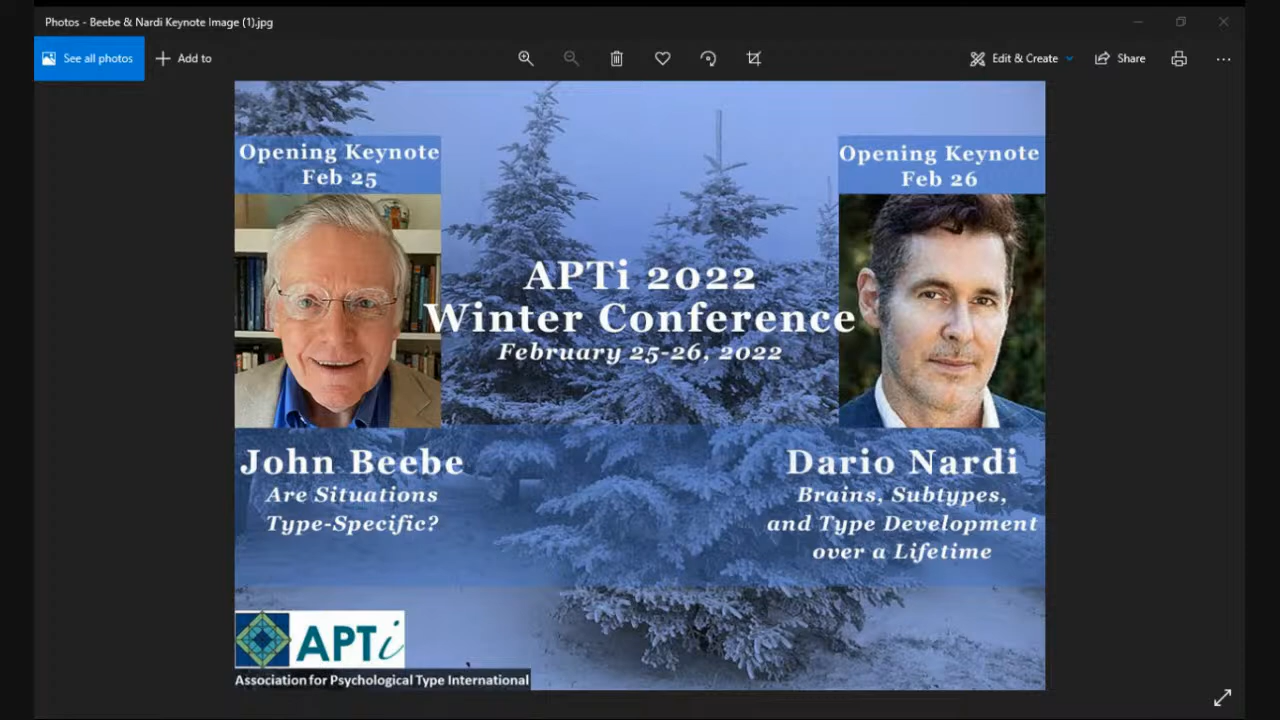 Photos - Beebe & Nardi Keynote Image (1).jpg
See all photos
Add to
Edit & Create
Share
Opening Keynote
Feb 25
Opening Keynote
Feb 26
APTi 2022
Winter Conference
February 25-26, 2022
John Beebe
Are Situations
Type-Specific?
Dario Nardi
Brains, Subtypes,
and Type Development
over a Lifetime
APTi
Association for Psychological Type International